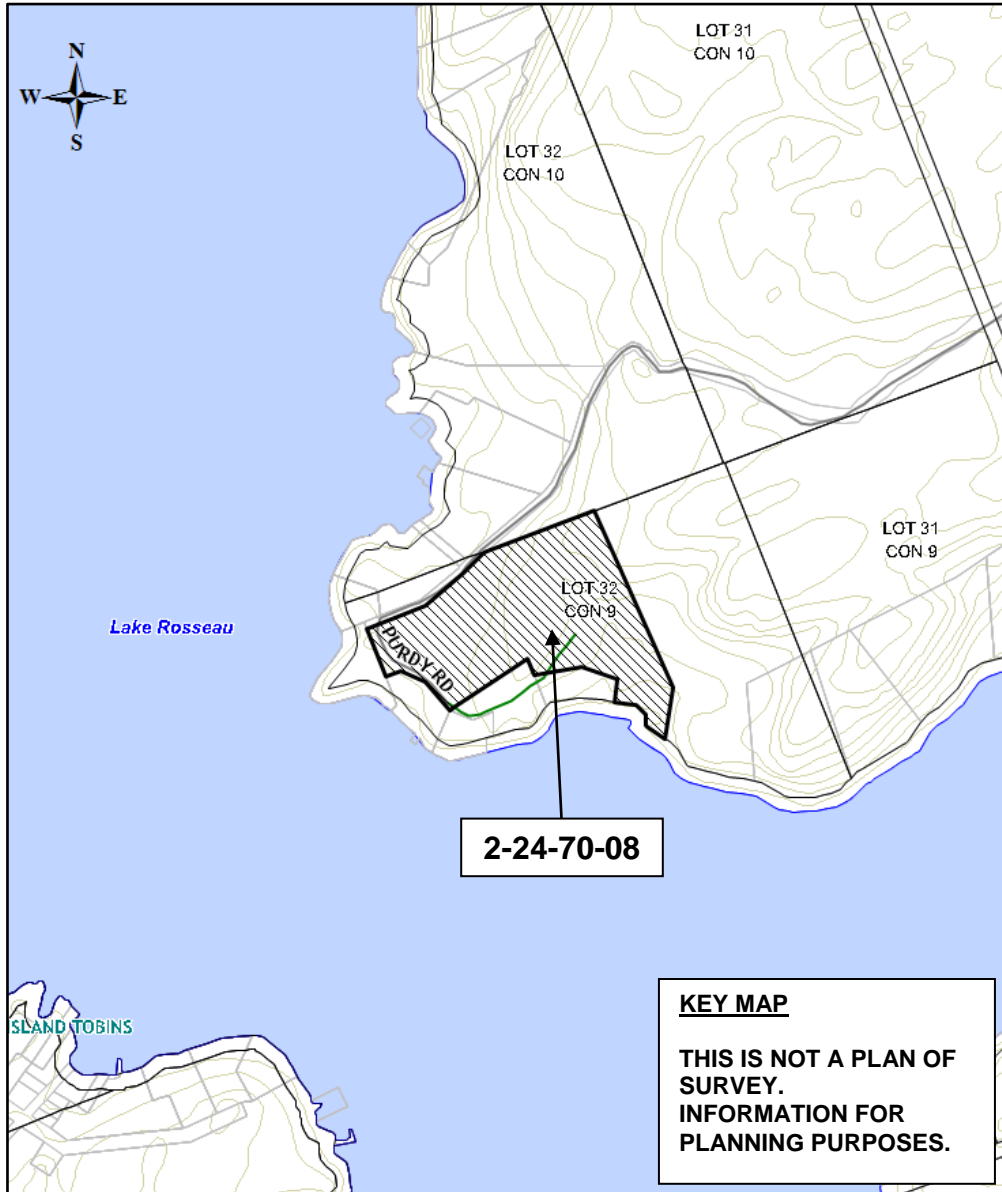 LOT 31
CON 10
N
W E
S
LOT 32
CON 10
LOT 31
CON 9
LOT 32
CON 9
Lake Rosseau
PURDY RD
2-24-70-08
SLAND TOBINS
KEY MAP
THIS IS NOT A PLAN OF
SURVEY.
INFORMATION FOR
PLANNING PURPOSES.